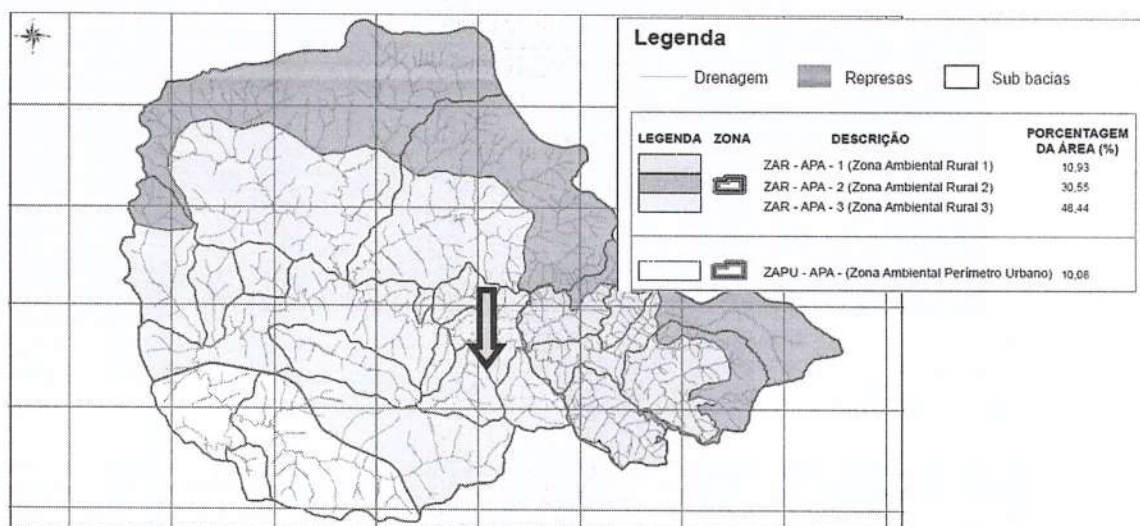 Legenda
Drenagem Represas Sub bacias
LEGENDA ZONA DESCRIÇÃO PORCENTAGEM DA ÁREA (%)
ZAR - APA - 1 (Zona Ambiental Rural 1) 10,93
ZAR - APA - 2 (Zona Ambiental Rural 2) 30,55
ZAR - APA - 3 (Zona Ambiental Rural 3) 48,44
ZAPU - APA - (Zona Ambiental Perímetro Urbano) 10,08